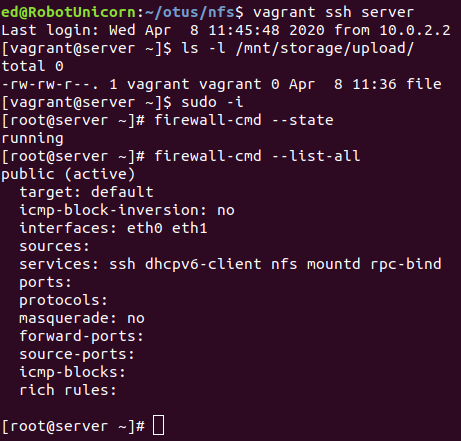 ed@RobotUnicorn:~/otus/nfs$ vagrant ssh server
Last login: Wed Apr  8 11:45:48 2020 from 10.0.2.2
[vagrant@server ~]$ ls -l /mnt/storage/upload/
total 0
-rw-rw-r--. 1 vagrant vagrant 0 Apr  8 11:36 file
[vagrant@server ~]$ sudo -i
[root@server ~]# firewall-cmd --state
running
[root@server ~]# firewall-cmd --list-all
public (active)
  target: default
  icmp-block-inversion: no
  interfaces: eth0 eth1
  sources:
  services: ssh dhcpv6-client nfs mountd rpc-bind
  ports:
  protocols:
  masquerade: no
  forward-ports:
  source-ports:
  icmp-blocks:
  rich rules:
[root@server ~]#